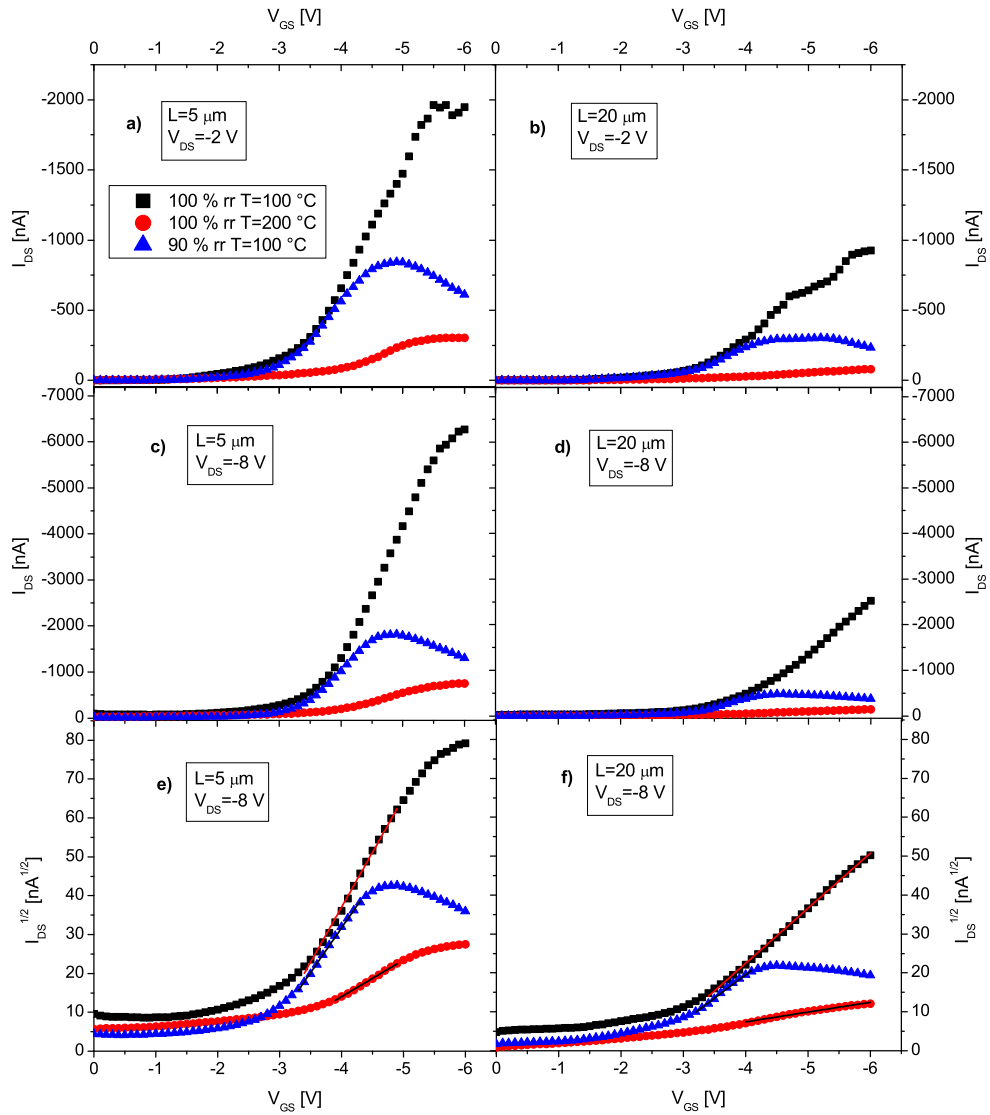 V_GS [V]
V_GS [V]
0 -1 -2 -3 -4 -5 -6
0 -1 -2 -3 -4 -5 -6
a)
L=5 μm
V_DS=-2 V
100 % rr T=100 °C
100 % rr T=200 °C
90 % rr T=100 °C
I_DS [nA]
-2000
-1500
-1000
-500
0
b)
L=20 μm
V_DS=-2 V
-2000
-1500
-1000
-500
0
I_DS [nA]
c)
L=5 μm
V_DS=-8 V
I_DS [nA]
-7000
-6000
-5000
-4000
-3000
-2000
-1000
0
d)
L=20 μm
V_DS=-8 V
-7000
-6000
-5000
-4000
-3000
-2000
-1000
0
I_DS [nA]
e)
L=5 μm
V_DS=-8 V
I_DS^1/2 [nA^1/2]
80
70
60
50
40
30
20
10
0
f)
L=20 μm
V_DS=-8 V
80
70
60
50
40
30
20
10
0
I_DS^1/2 [nA^1/2]
0 -1 -2 -3 -4 -5 -6
0 -1 -2 -3 -4 -5 -6
V_GS [V]
V_GS [V]